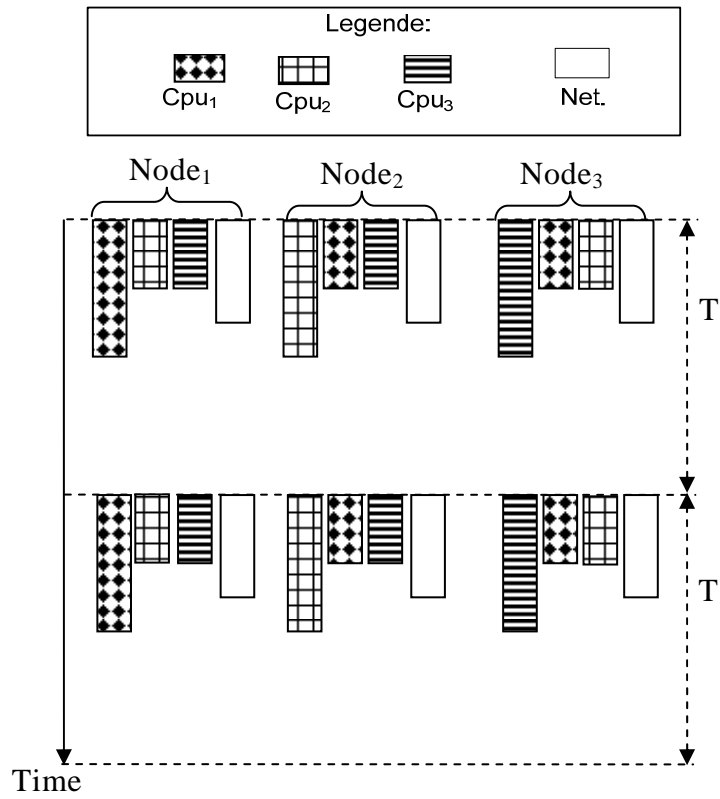 Legende:
Cpu₁ Cpu₂ Cpu₃ Net.
Node₁ Node₂ Node₃
T
T
Time